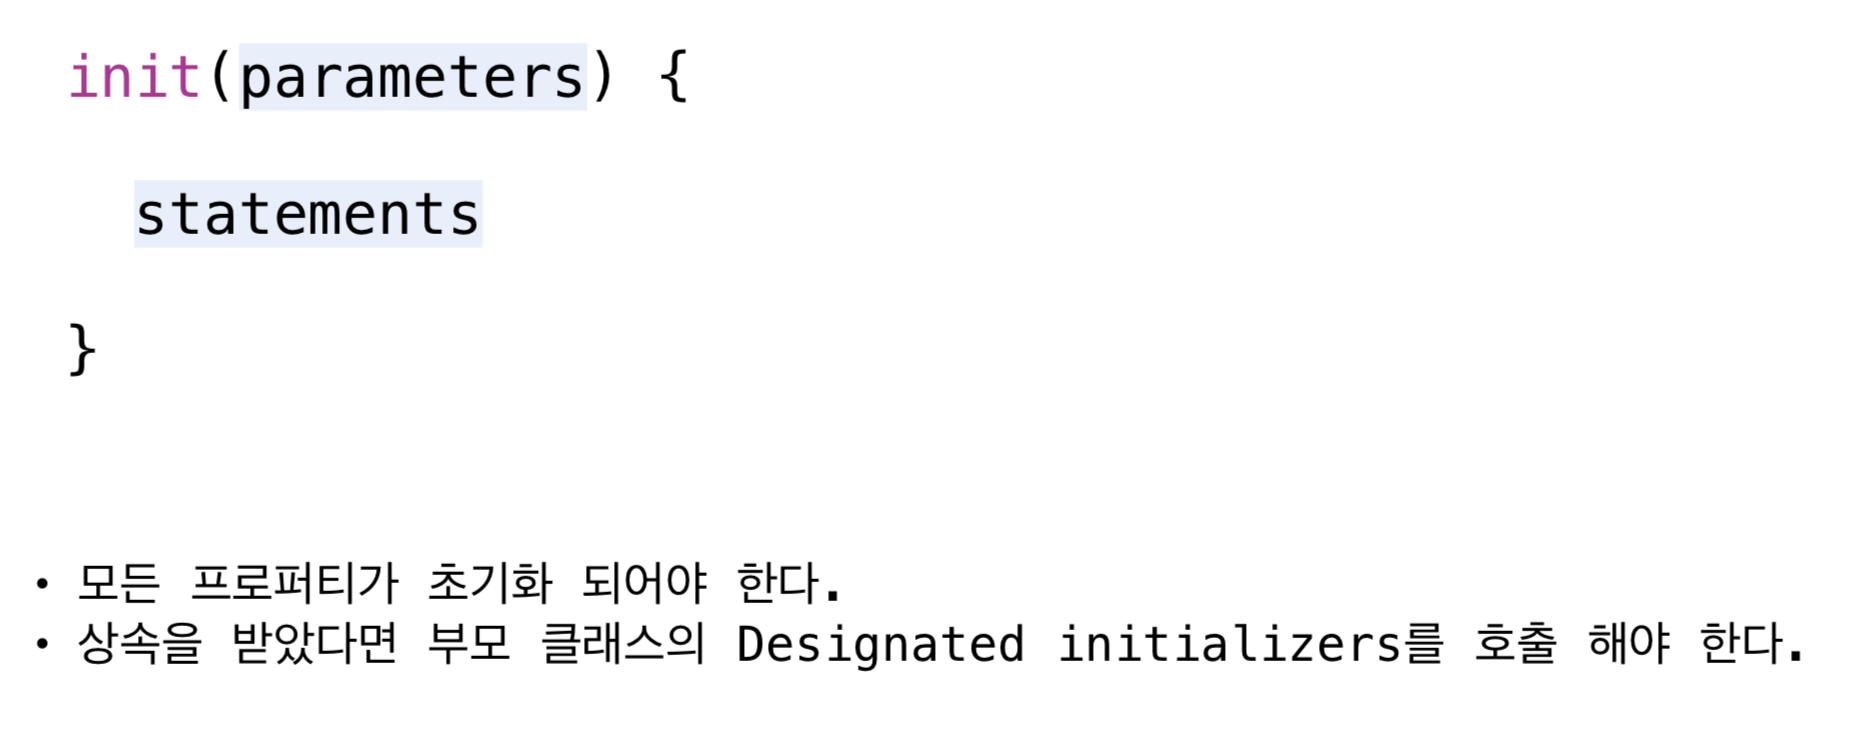 init(parameters) {
statements
}
• 모든 프로퍼티가 초기화 되어야 한다.
• 상속을 받았다면 부모 클래스의 Designated initializers를 호출 해야 한다.